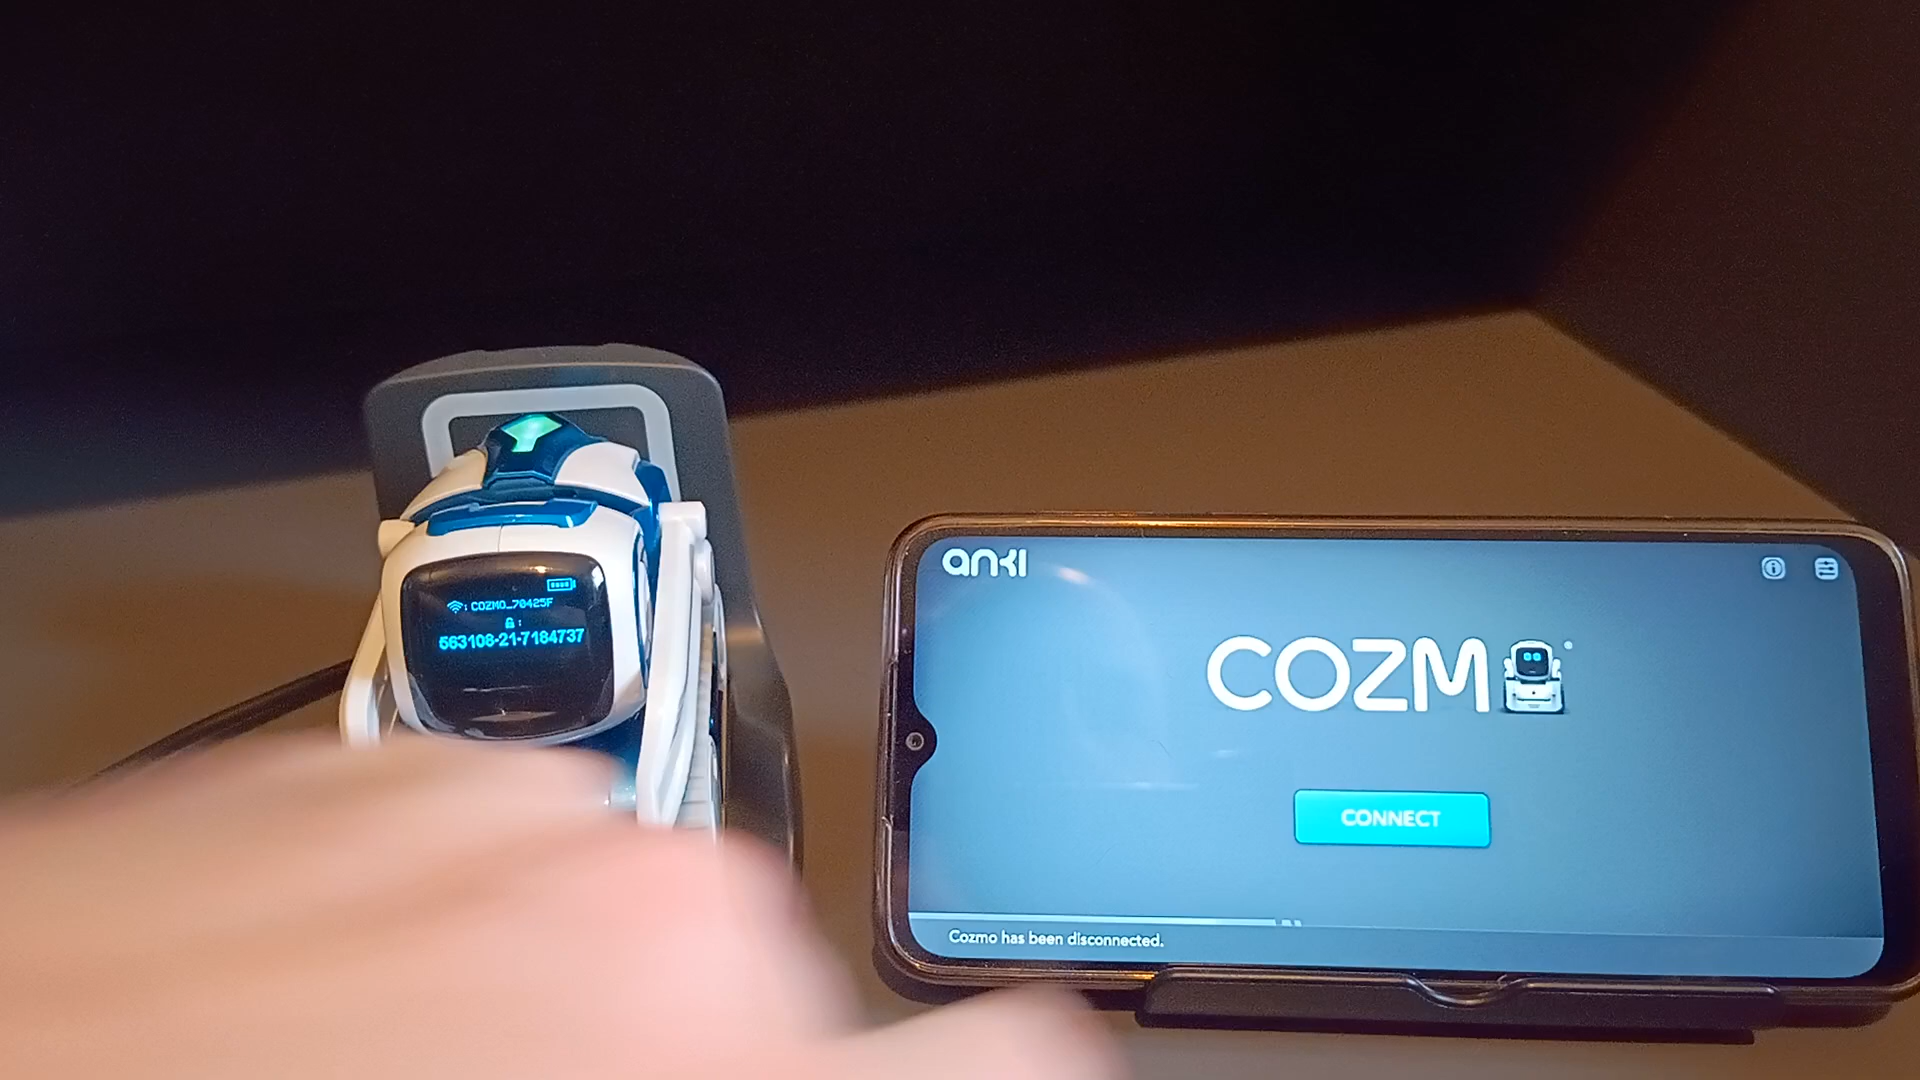 : COZMO_70425F
:
563108-21-7184737
anki
COZMO
CONNECT
Cozmo has been disconnected.